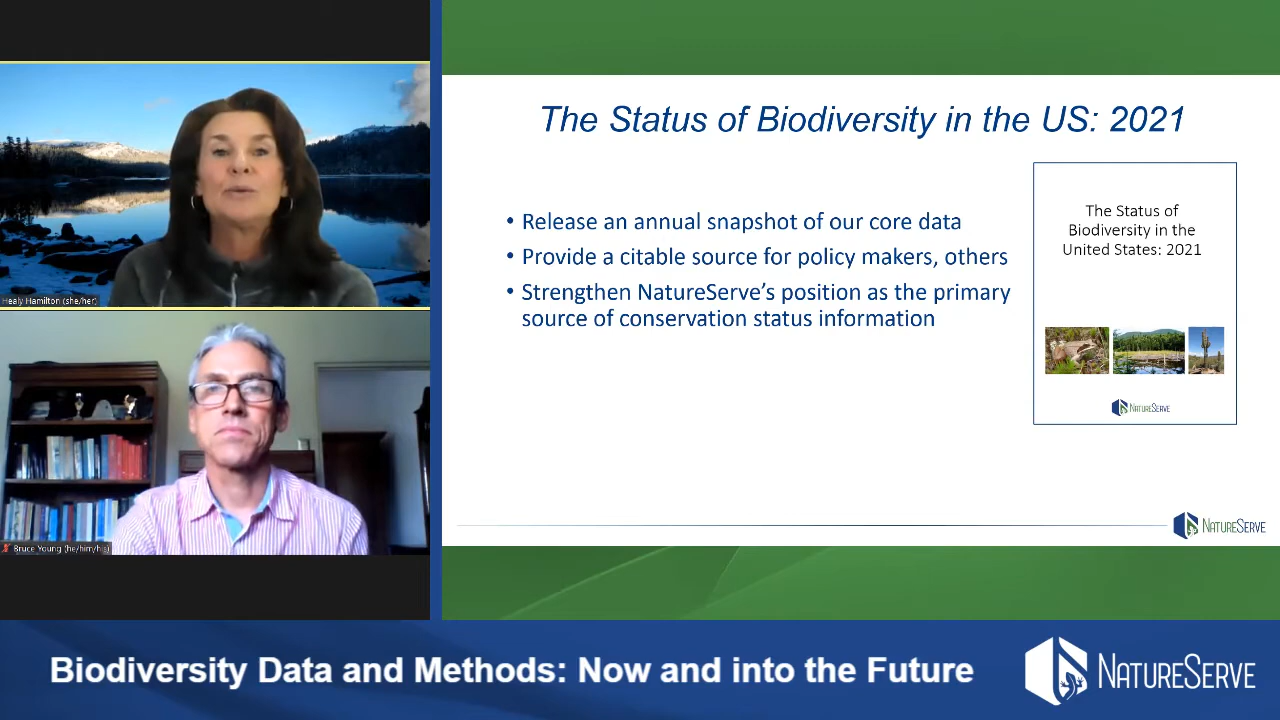 Healy Hamilton (she/her)
Bruce Young (he/him/his)
The Status of Biodiversity in the US: 2021
• Release an annual snapshot of our core data
• Provide a citable source for policy makers, others
• Strengthen NatureServe's position as the primary
source of conservation status information
The Status of
Biodiversity in the
United States: 2021
NATURESERVE
NATURESERVE
Biodiversity Data and Methods: Now and into the Future
NATURESERVE